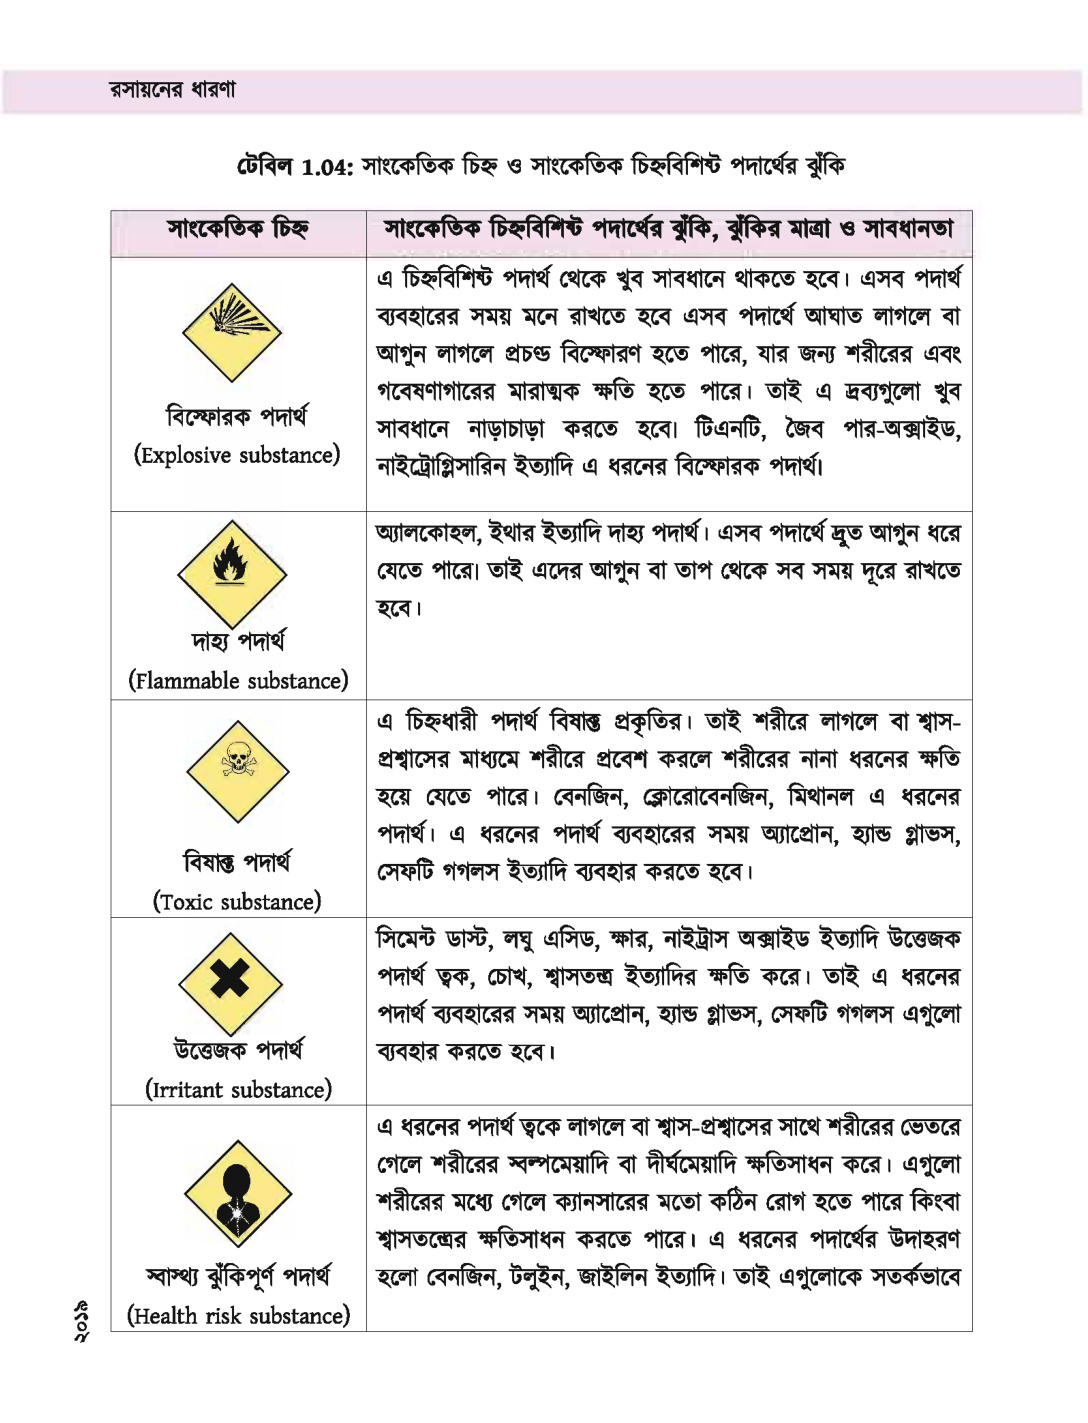 রসায়নের ধারণা
টেবিল 1.04: সাংকেতিক চিহ্ন ও সাংকেতিক চিহ্নবিশিষ্ট পদার্থের ঝুঁকি
সাংকেতিক চিহ্ন
সাংকেতিক চিহ্নবিশিষ্ট পদার্থের ঝুঁকি, ঝুঁকির মাত্রা ও সাবধানতা
বিস্ফোরক পদার্থ
(Explosive substance)
এ চিহ্নবিশিষ্ট পদার্থ থেকে খুব সাবধানে থাকতে হবে। এসব পদার্থ
ব্যবহারের সময় মনে রাখতে হবে এসব পদার্থে আঘাত লাগলে বা
আগুন লাগলে প্রচণ্ড বিস্ফোরণ হতে পারে, যার জন্য শরীরের এবং
গবেষণাগারের মারাত্মক ক্ষতি হতে পারে। তাই এ দ্রব্যগুলো খুব
সাবধানে নাড়াচাড়া করতে হবে। টিএনটি, জৈব পার-অক্সাইড,
নাইট্রোগ্লিসারিন ইত্যাদি এ ধরনের বিস্ফোরক পদার্থ।
দাহ্য পদার্থ
(Flammable substance)
অ্যালকোহল, ইথার ইত্যাদি দাহ্য পদার্থ। এসব পদার্থে দ্রুত আগুন ধরে
যেতে পারে। তাই এদের আগুন বা তাপ থেকে সব সময় দূরে রাখতে
হবে।
বিষাক্ত পদার্থ
(Toxic substance)
এ চিহ্নধারী পদার্থ বিষাক্ত প্রকৃতির। তাই শরীরে লাগলে বা শ্বাস-
প্রশ্বাসের মাধ্যমে শরীরে প্রবেশ করলে শরীরের নানা ধরনের ক্ষতি
হয়ে যেতে পারে। বেনজিন, ক্লোরোবেনজিন, মিথানল এ ধরনের
পদার্থ। এ ধরনের পদার্থ ব্যবহারের সময় অ্যাপ্রোন, হ্যান্ড গ্লাভস,
সেফটি গগলস ইত্যাদি ব্যবহার করতে হবে।
উত্তেজক পদার্থ
(Irritant substance)
সিমেন্ট ডাস্ট, লঘু এসিড, ক্ষার, নাইট্রাস অক্সাইড ইত্যাদি উত্তেজক
পদার্থ ত্বক, চোখ, শ্বাসতন্ত্র ইত্যাদির ক্ষতি করে। তাই এ ধরনের
পদার্থ ব্যবহারের সময় অ্যাপ্রোন, হ্যান্ড গ্লাভস, সেফটি গগলস এগুলো
ব্যবহার করতে হবে।
স্বাস্থ্য ঝুঁকিপূর্ণ পদার্থ
(Health risk substance)
এ ধরনের পদার্থ ত্বকে লাগলে বা শ্বাস-প্রশ্বাসের সাথে শরীরের ভেতরে
গেলে শরীরের স্বল্পমেয়াদি বা দীর্ঘমেয়াদি ক্ষতিসাধন করে। এগুলো
শরীরের মধ্যে গেলে ক্যানসারের মতো কঠিন রোগ হতে পারে কিংবা
শ্বাসতন্ত্রের ক্ষতিসাধন করতে পারে। এ ধরনের পদার্থের উদাহরণ
হলো বেনজিন, টলুইন, জাইলিন ইত্যাদি। তাই এগুলোকে সতর্কভাবে
২০১৯